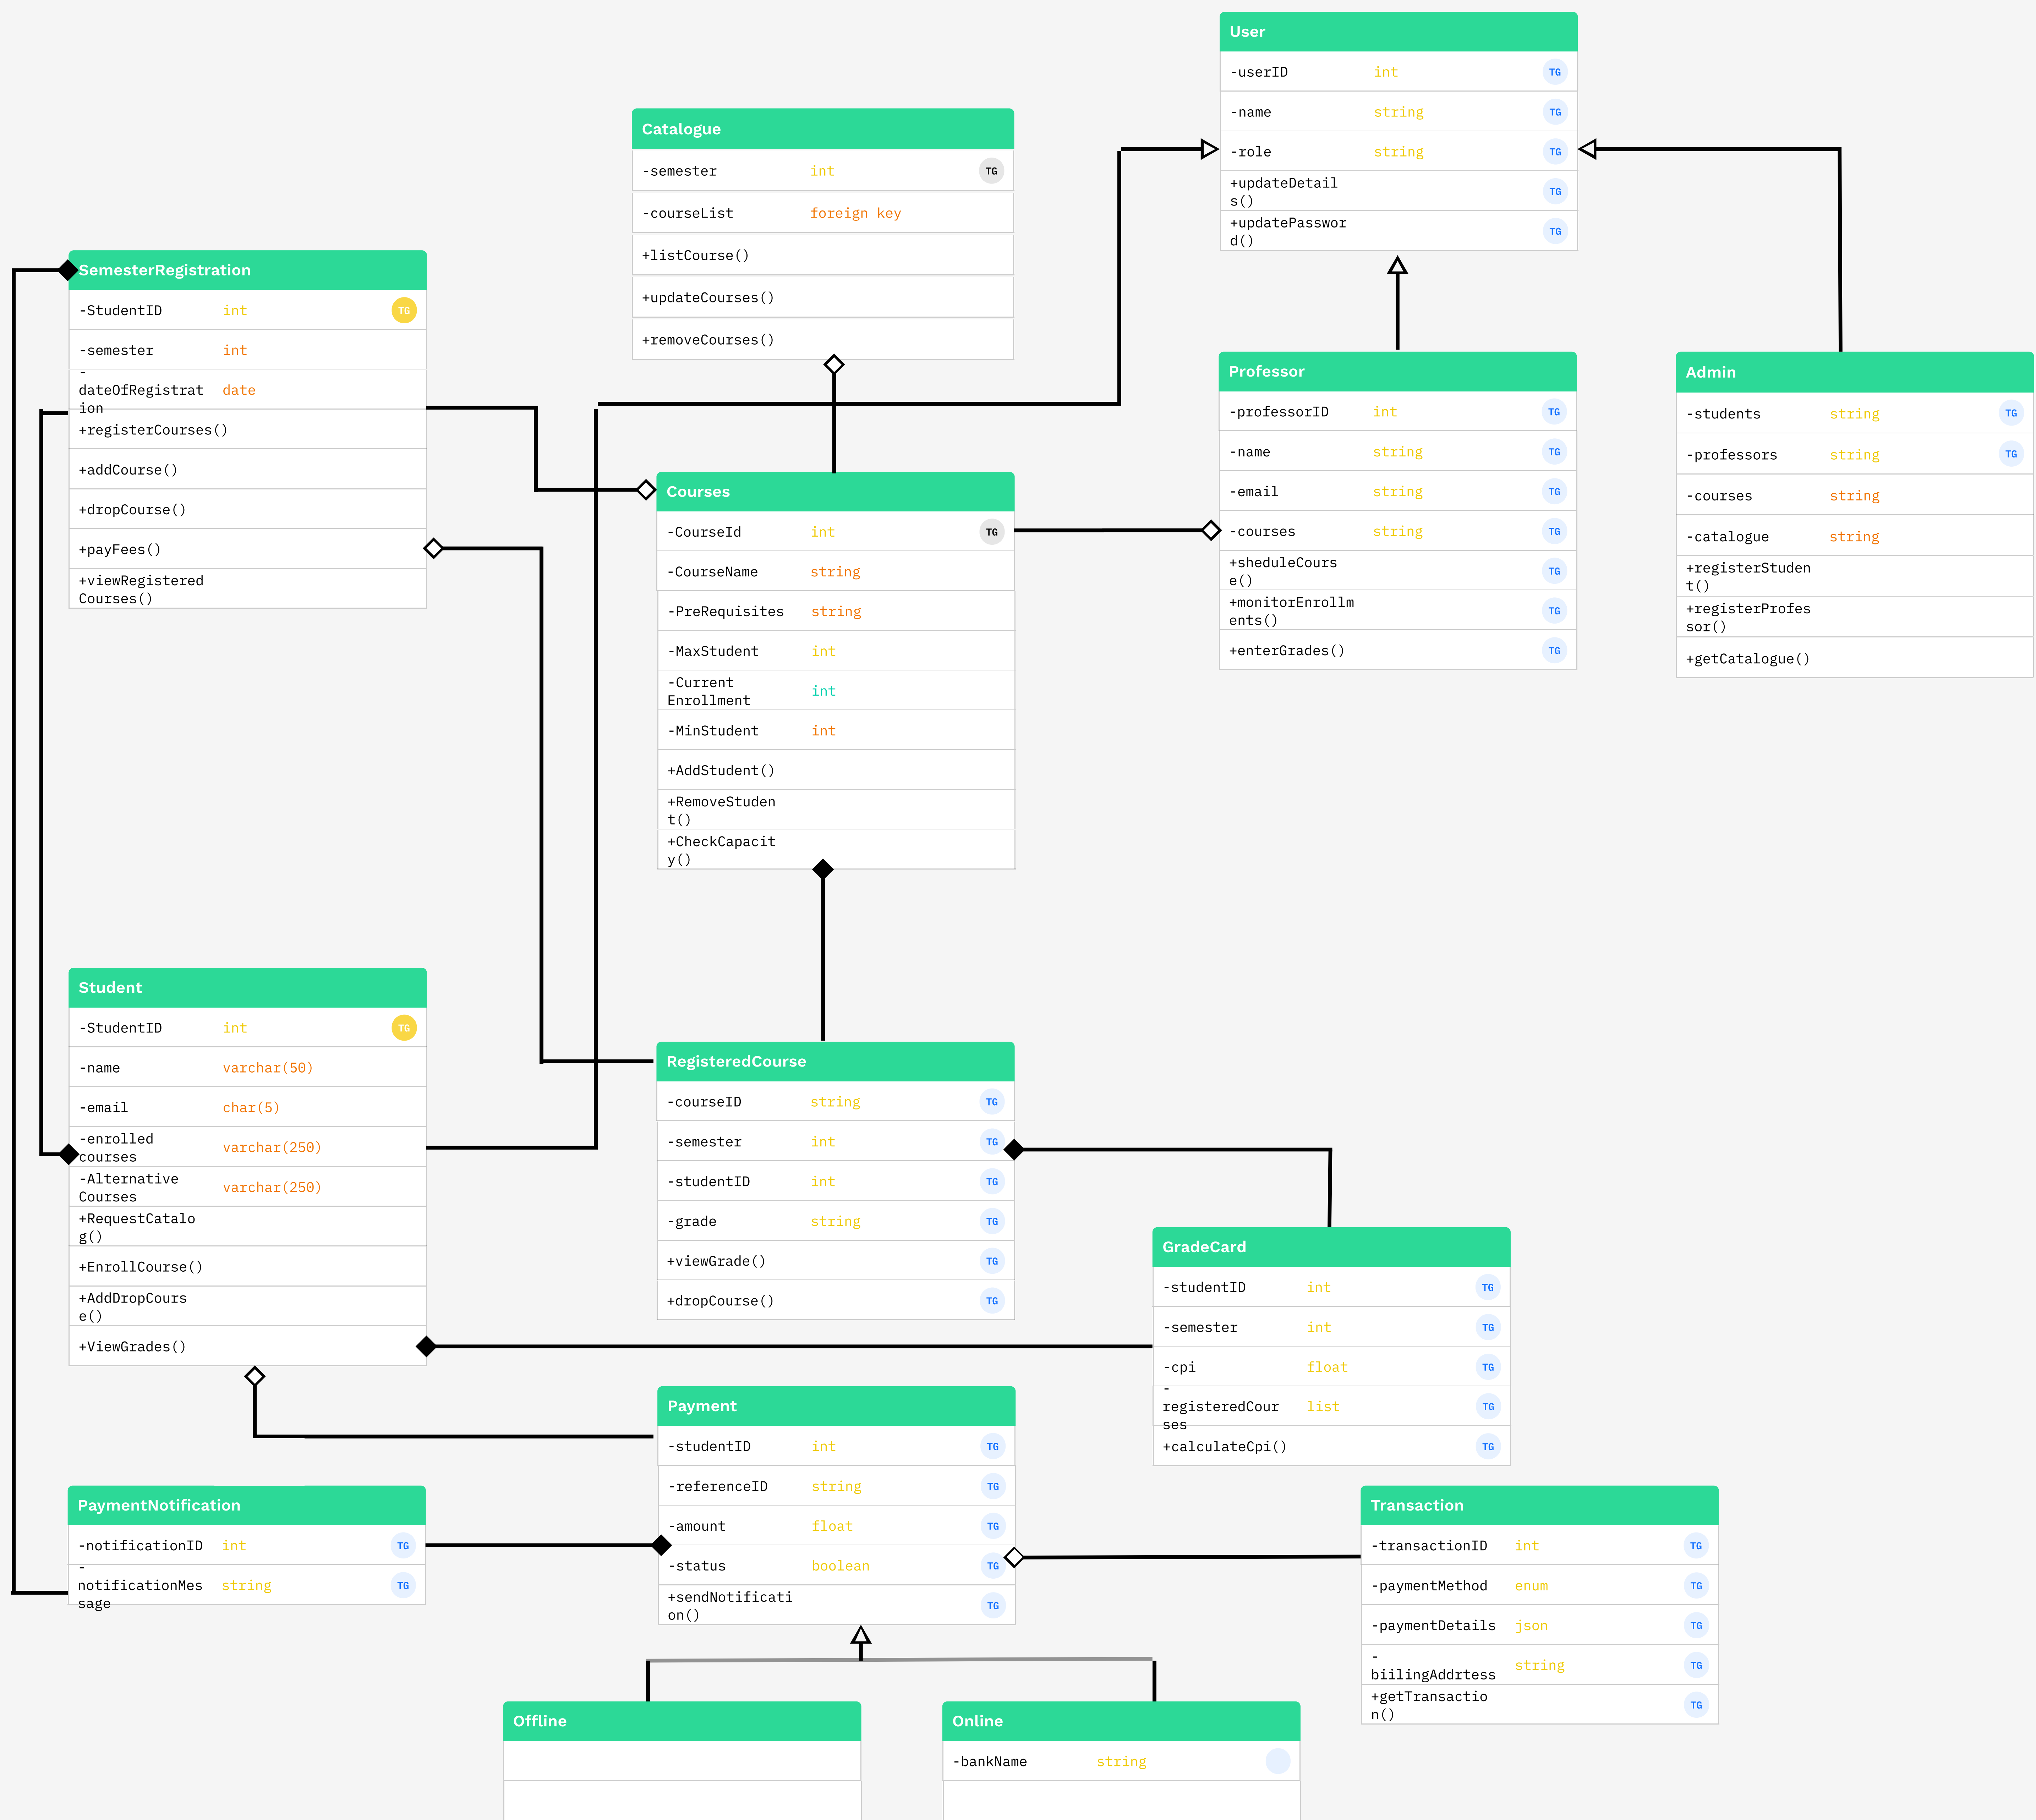 User
-userID int TG
-name string TG
-role string TG
+updateDetail
s() TG
+updatePasswor
d() TG
Catalogue
-semester int TG
-courseList foreign key
+listCourse()
+updateCourses()
+removeCourses()
SemesterRegistration
-StudentID int TG
-semester int
-
dateOfRegistrat date
ion
+registerCourses()
+addCourse()
+dropCourse()
+payFees()
+viewRegistered
Courses()
Professor
-professorID int TG
-name string TG
-email string TG
-courses string TG
+sheduleCours
e() TG
+monitorEnrollm
ents() TG
+enterGrades() TG
Admin
-students string TG
-professors string TG
-courses string
-catalogue string
+registerStuden
t()
+registerProfes
sor()
+getCatalogue()
Courses
-CourseId int TG
-CourseName string
-PreRequisites string
-MaxStudent int
-Current
Enrollment int
-MinStudent int
+AddStudent()
+RemoveStuden
t()
+CheckCapacit
y()
Student
-StudentID int TG
-name varchar(50)
-email char(5)
-enrolled
courses varchar(250)
-Alternative
Courses varchar(250)
+RequestCatalo
g()
+EnrollCourse()
+AddDropCours
e()
+ViewGrades()
RegisteredCourse
-courseID string TG
-semester int TG
-studentID int TG
-grade string TG
+viewGrade() TG
+dropCourse() TG
GradeCard
-studentID int TG
-semester int TG
-cpi float TG
-
registeredCour list TG
ses
+calculateCpi() TG
Payment
-studentID int TG
-referenceID string TG
-amount float TG
-status boolean TG
+sendNotificati
on() TG
PaymentNotification
-notificationID int TG
-
notificationMes string TG
sage
Transaction
-transactionID int TG
-paymentMethod enum TG
-paymentDetails json TG
-
biilingAddrtess string TG
+getTransactio
n() TG
Offline
Online
-bankName string